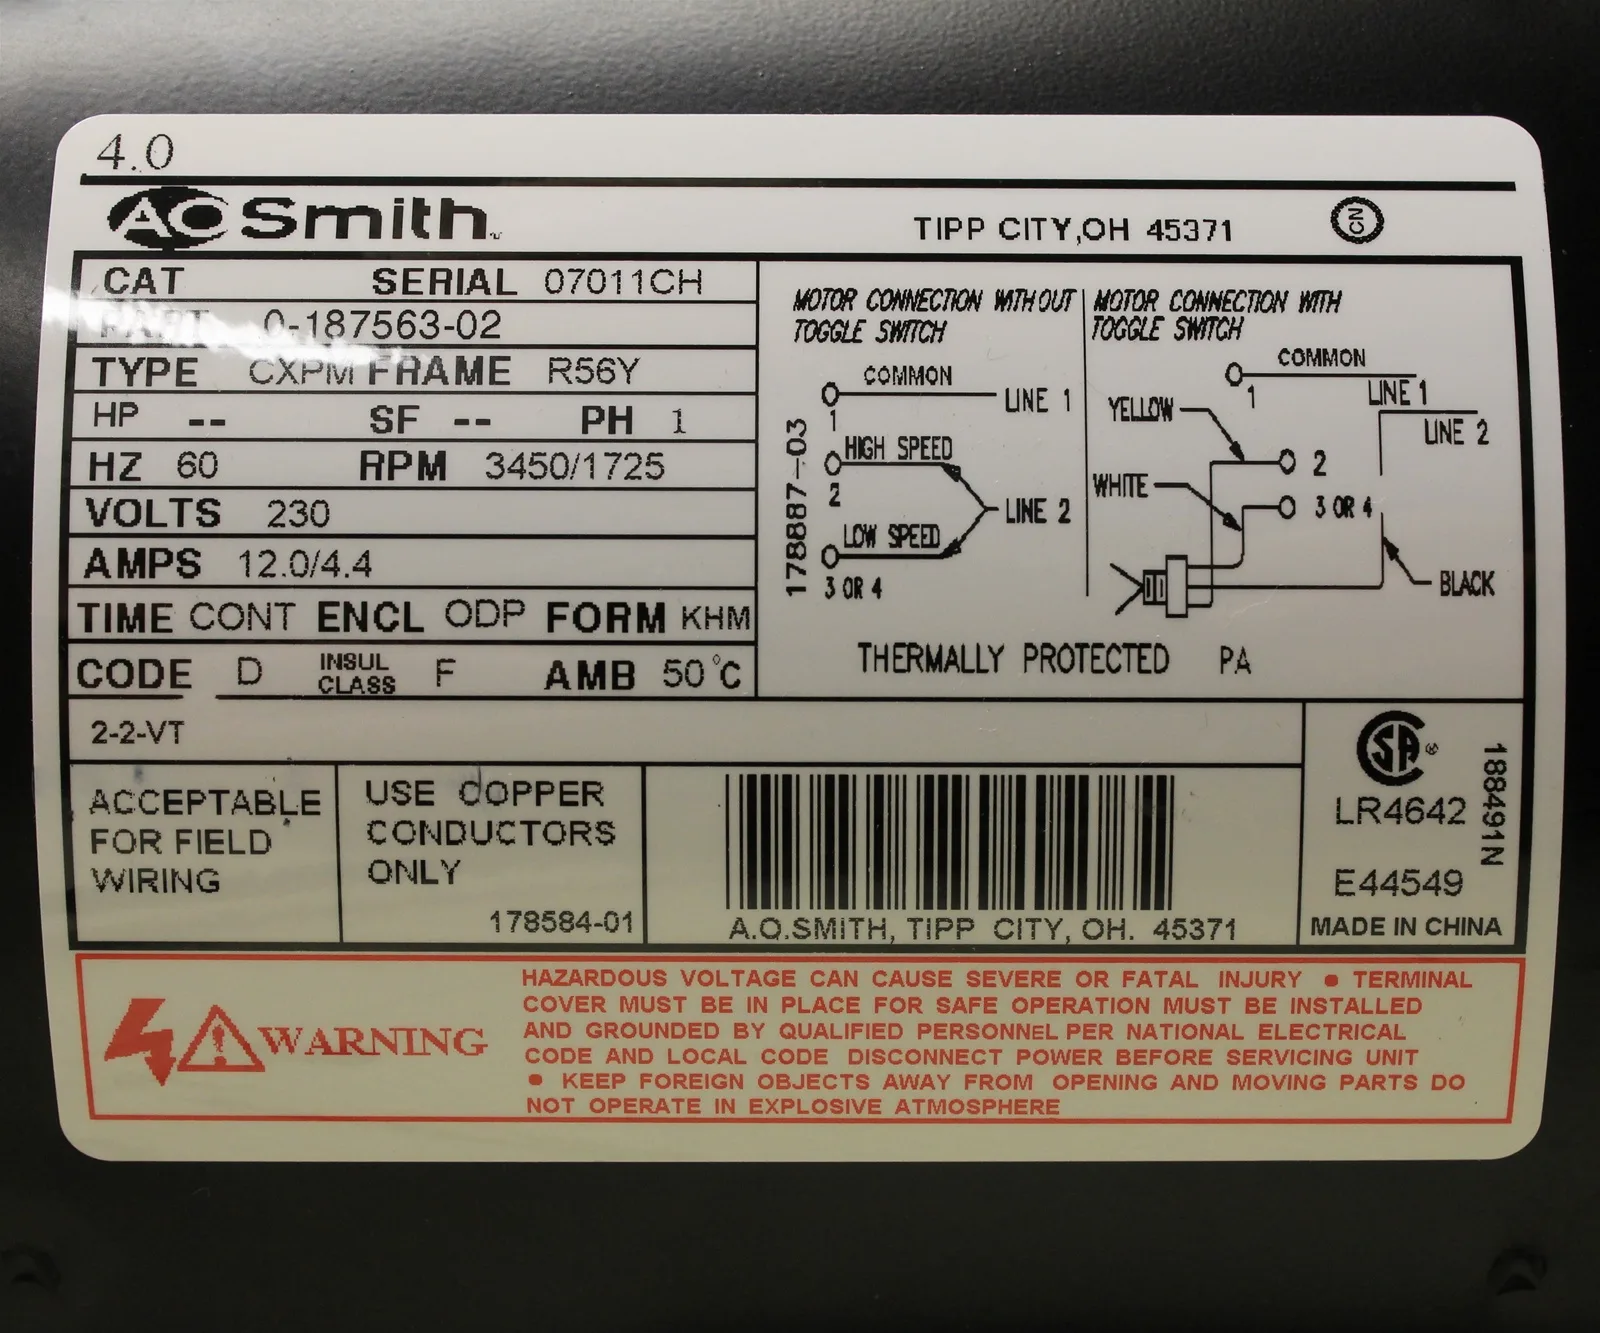 4.0
AO Smith
TIPP CITY,OH 45371
CN
CAT SERIAL 07011CH
PART 0-187563-02
TYPE CXPM FRAME R56Y
HP -- SF -- PH 1
HZ 60 RPM 3450/1725
VOLTS 230
AMPS 12.0/4.4
TIME CONT ENCL ODP FORM KHM
CODE D INSUL CLASS F AMB 50°C
178887-03
MOTOR CONNECTION WITHOUT
TOGGLE SWITCH
COMMON
1
LINE 1
HIGH SPEED
2
LINE 2
LOW SPEED
3 OR 4
MOTOR CONNECTION WITH
TOGGLE SWITCH
COMMON
1
LINE 1
YELLOW
LINE 2
2
WHITE
3 OR 4
BLACK
THERMALLY PROTECTED PA
2-2-VT
ACCEPTABLE
FOR FIELD
WIRING
USE COPPER
CONDUCTORS
ONLY
178584-01
A.O.SMITH, TIPP CITY, OH. 45371
SA ®
LR4642
E44549
188491N
MADE IN CHINA
WARNING
HAZARDOUS VOLTAGE CAN CAUSE SEVERE OR FATAL INJURY • TERMINAL
COVER MUST BE IN PLACE FOR SAFE OPERATION MUST BE INSTALLED
AND GROUNDED BY QUALIFIED PERSONNEL PER NATIONAL ELECTRICAL
CODE AND LOCAL CODE DISCONNECT POWER BEFORE SERVICING UNIT
• KEEP FOREIGN OBJECTS AWAY FROM OPENING AND MOVING PARTS DO
NOT OPERATE IN EXPLOSIVE ATMOSPHERE